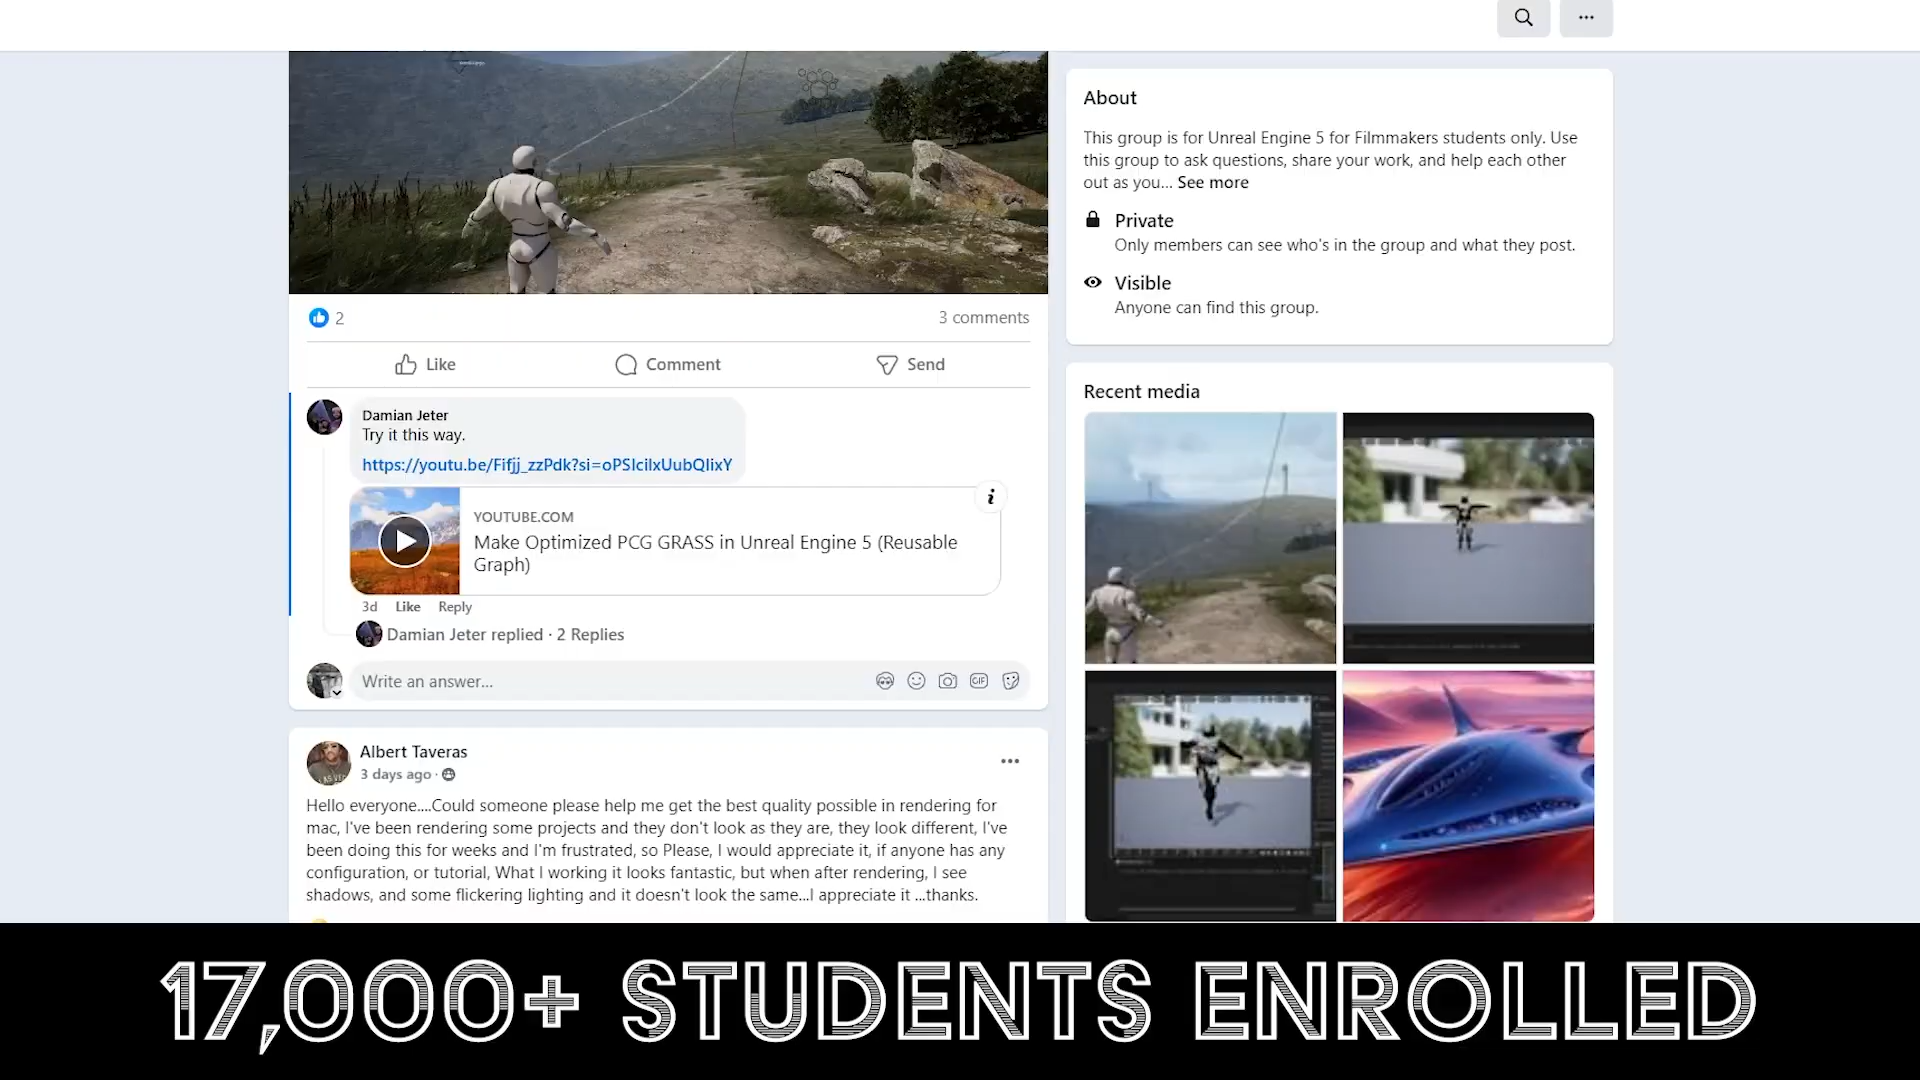 About
This group is for Unreal Engine 5 for Filmmakers students only. Use
this group to ask questions, share your work, and help each other
out as you... See more
Private
Only members can see who's in the group and what they post.
Visible
Anyone can find this group.
2
3 comments
Like
Comment
Send
Damian Jeter
Try it this way.
https://youtu.be/Fifjj_zzPdk?si=oPSlcilxUubQlixY
YOUTUBE.COM
Make Optimized PCG GRASS in Unreal Engine 5 (Reusable
Graph)
3d Like Reply
Damian Jeter replied · 2 Replies
Write an answer...
GIF
Recent media
Albert Taveras
3 days ago ·
Hello everyone....Could someone please help me get the best quality possible in rendering for
mac, I've been rendering some projects and they don't look as they are, they look different, I've
been doing this for weeks and I'm frustrated, so Please, I would appreciate it, if anyone has any
configuration, or tutorial, What I working it looks fantastic, but when after rendering, I see
shadows, and some flickering lighting and it doesn't look the same...I appreciate it ...thanks.
17,000+ STUDENTS ENROLLED